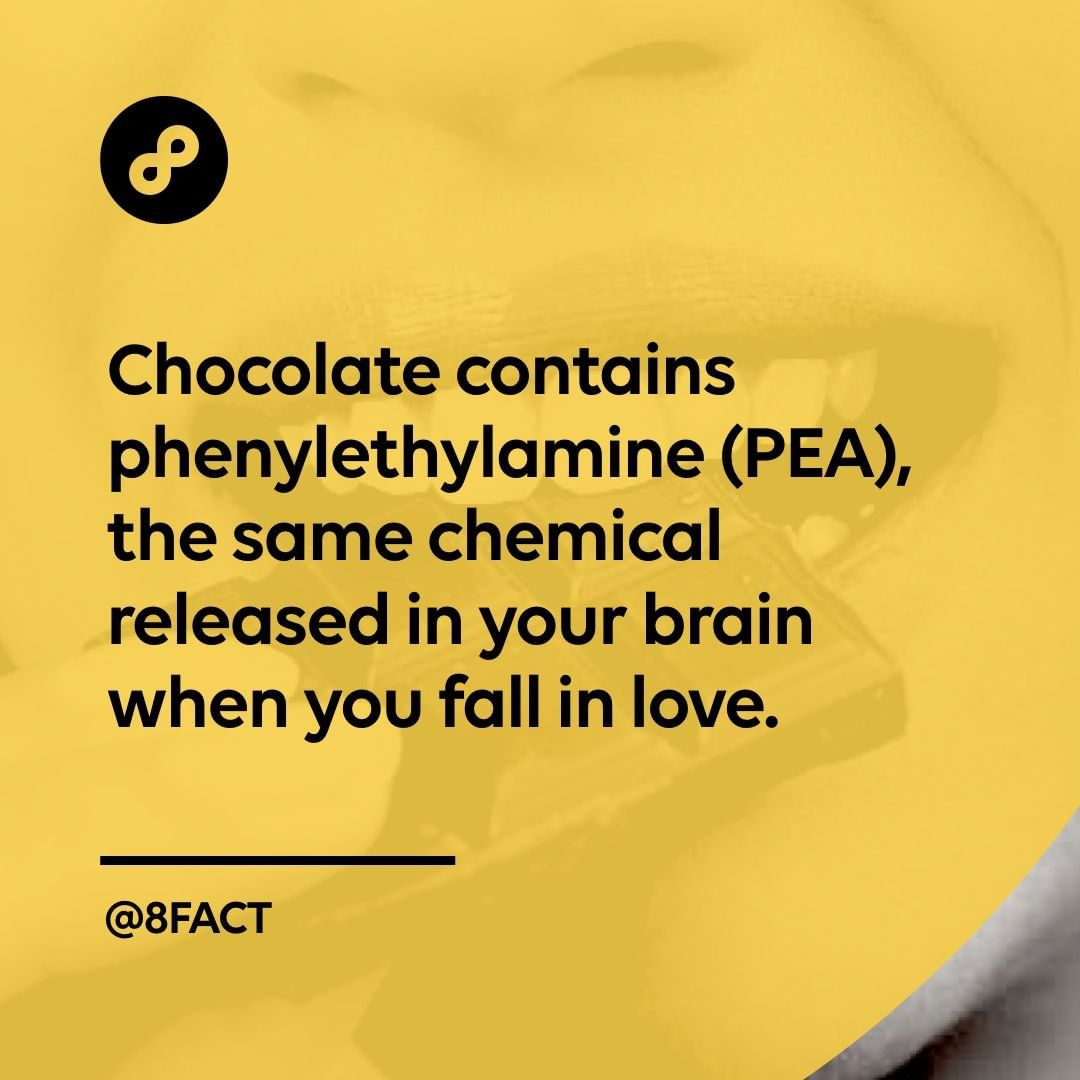 Chocolate contains
phenylethylamine (PEA),
the same chemical
released in your brain
when you fall in love.
@8FACT